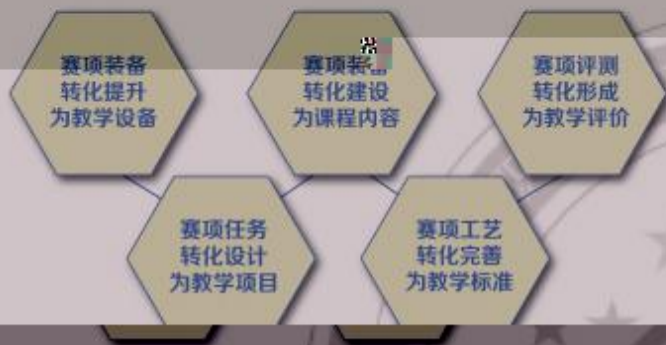 赛项装备
转化提升
为教学设备
赛项装
转化建设
为课程内容
赛项评测
转化形成
为教学评价
赛项任务
转化设计
为教学项目
赛项工艺
转化完善
为教学标准